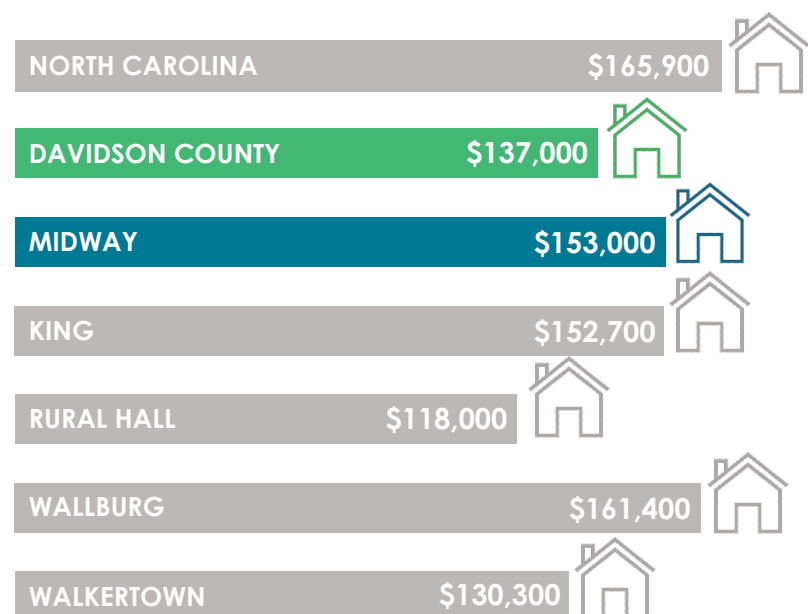 NORTH CAROLINA $165,900
DAVIDSON COUNTY $137,000
MIDWAY $153,000
KING $152,700
RURAL HALL $118,000
WALLBURG $161,400
WALKERTOWN $130,300